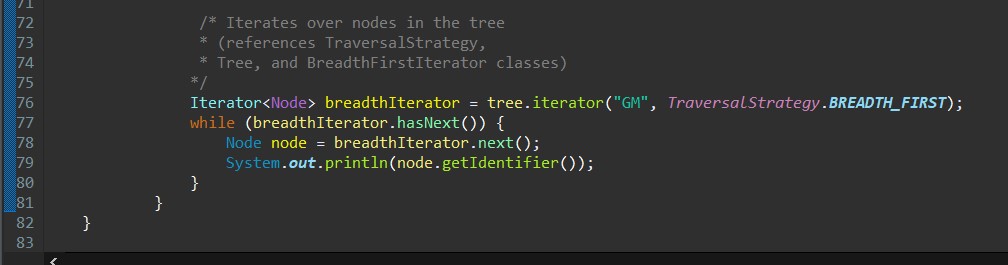 71
72 /* Iterates over nodes in the tree
73 * (references TraversalStrategy,
74 * Tree, and BreadthFirstIterator classes)
75 */
76 Iterator<Node> breadthIterator = tree.iterator("GM", TraversalStrategy.BREADTH_FIRST);
77 while (breadthIterator.hasNext()) {
78 Node node = breadthIterator.next();
79 System.out.println(node.getIdentifier());
80 }
81 }
82 }
83